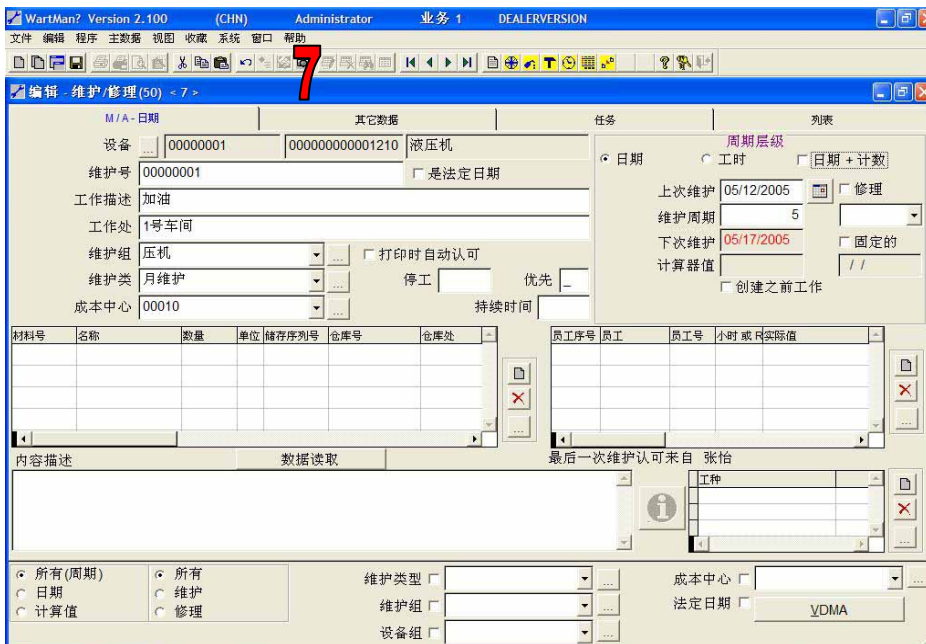 WartMan? Version 2.100 (CHN) Administrator 业务 1 DEALERVERSION
文件 编辑 程序 主数据 视图 收藏 系统 窗口 帮助
7
编辑 - 维护/修理(50) < 7 >
M / A - 日期 其它数据 任务 列表
设备 ... 00000001 000000000001210 液压机
周期层级
日期 工时 日期 + 计数
维护号 00000001 是法定日期
上次维护 05/12/2005 修理
工作描述 加油
维护周期 5
工作处 1号车间
下次维护 05/17/2005 固定的
维护组 压机 ... 打印时自动认可
计算器值 / /
维护类 月维护 ... 停工 优先 _
创建之前工作
成本中心 00010 ... 持续时间
材料号 名称 数量 单位 储存序列号 仓库号 仓库处
员工序号 员工 员工号 小时 或 R 实际值
...
...
内容描述 数据读取 最后一次维护认可来自 张怡
工种
...
所有(周期) 所有 维护类型 ... 成本中心 ...
日期 维护 维护组 ... 法定日期 VDMA
计算值 修理 设备组 ...